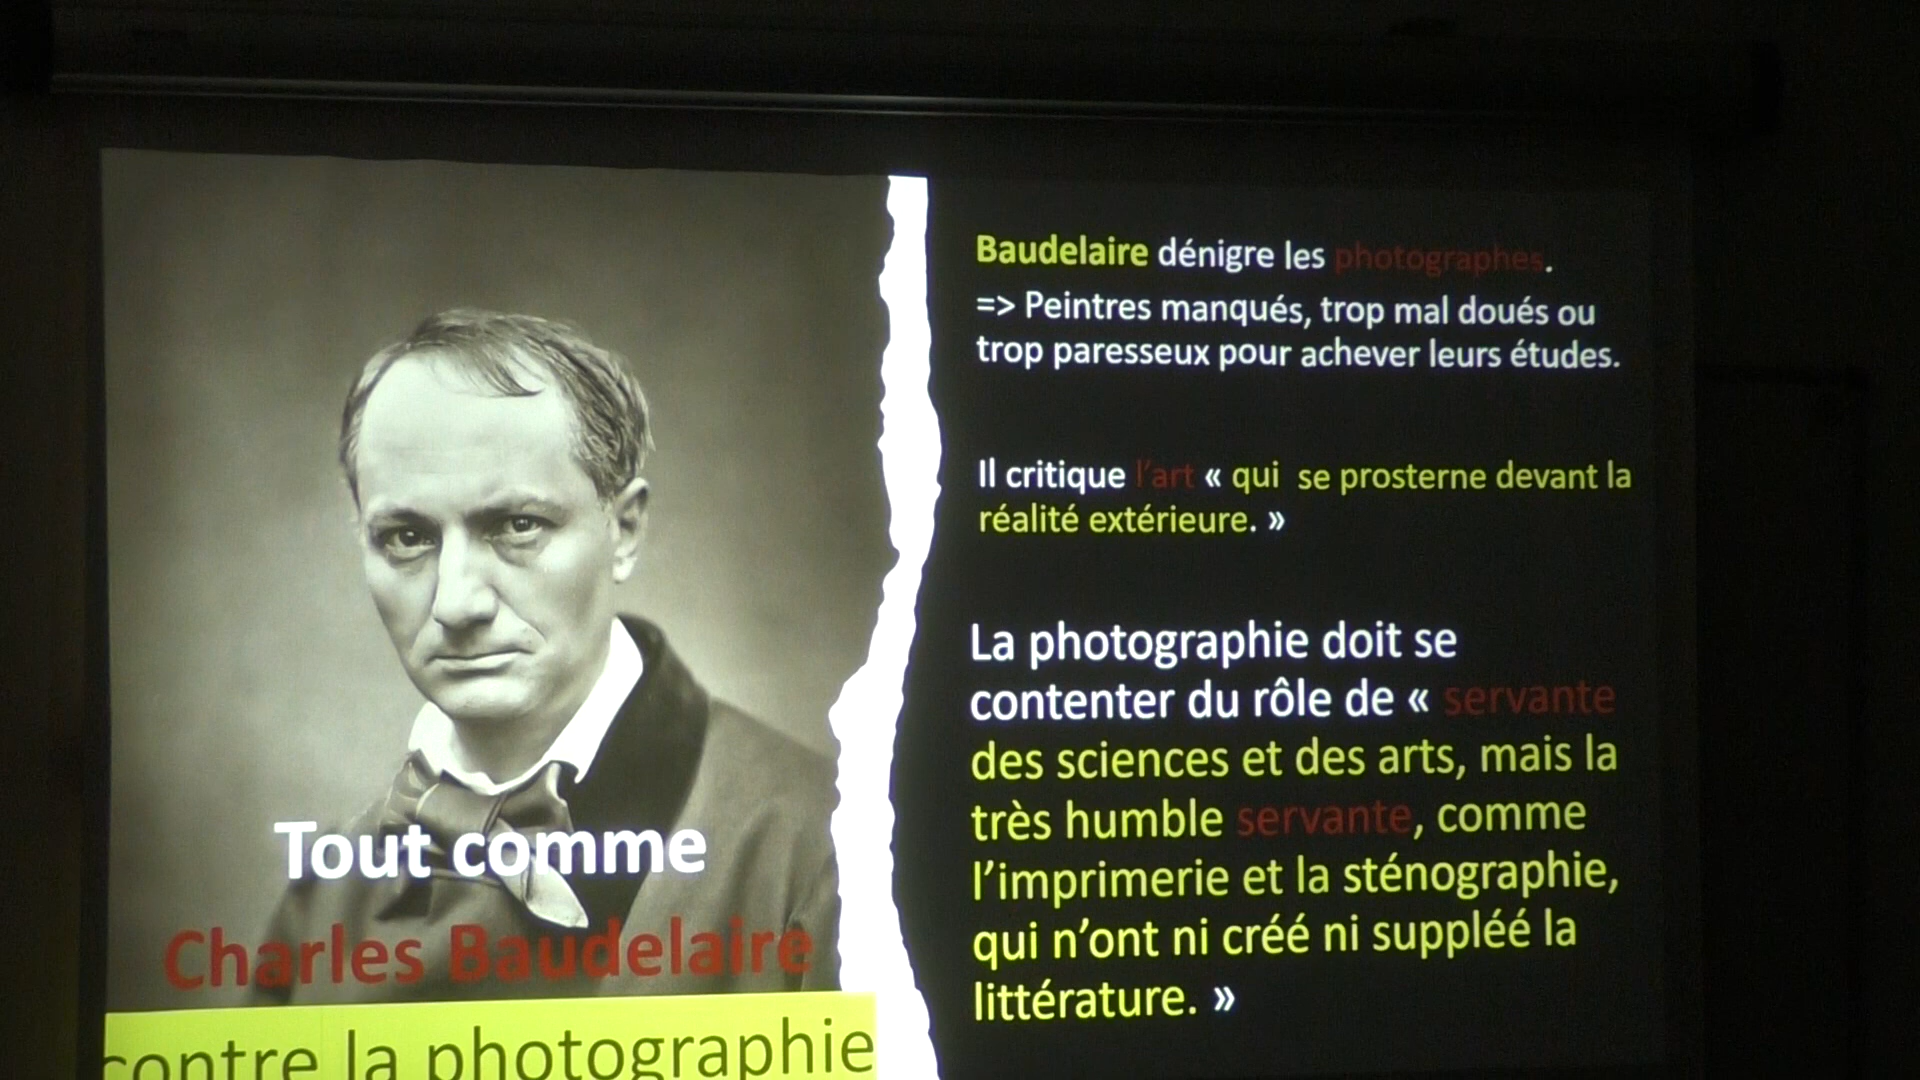 Tout comme
Charles Baudelaire
contre la photographie
Baudelaire dénigre les photographes.
=> Peintres manqués, trop mal doués ou
trop paresseux pour achever leurs études.
Il critique l'art « qui se prosterne devant la
réalité extérieure. »
La photographie doit se
contenter du rôle de « servante
des sciences et des arts, mais la
très humble servante, comme
l'imprimerie et la sténographie,
qui n'ont ni créé ni suppléé la
littérature. »